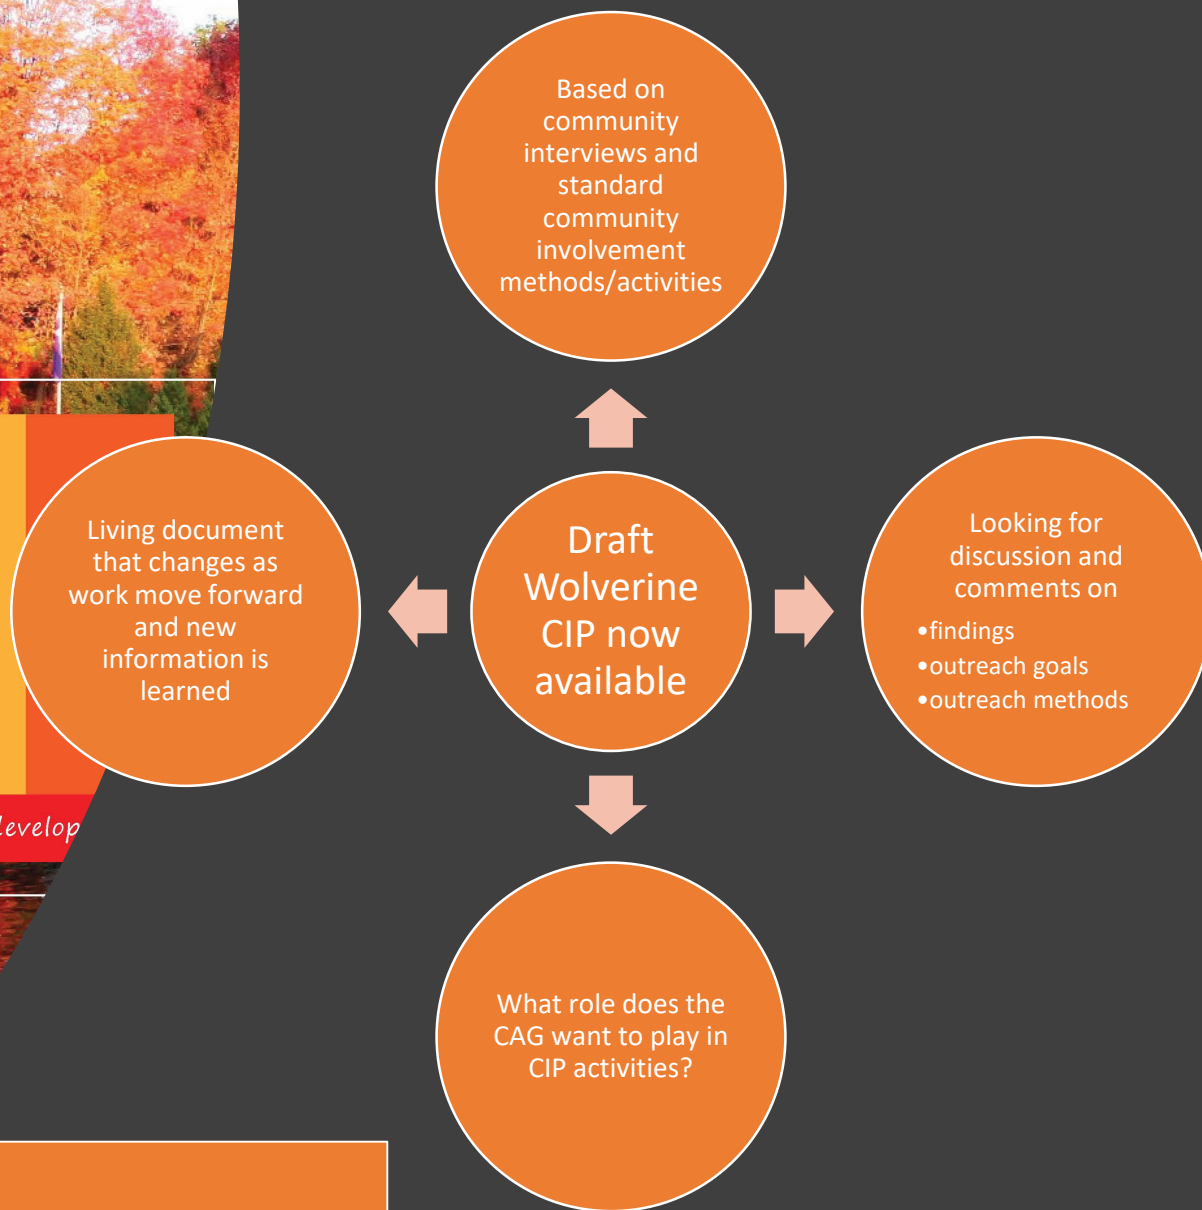 Based on
community
interviews and
standard
community
involvement
methods/activities
Living document
that changes as
work move forward
and new
information is
learned
Draft
Wolverine
CIP now
available
Looking for
discussion and
comments on
•findings
•outreach goals
•outreach methods
develop
What role does the
CAG want to play in
CIP activities?